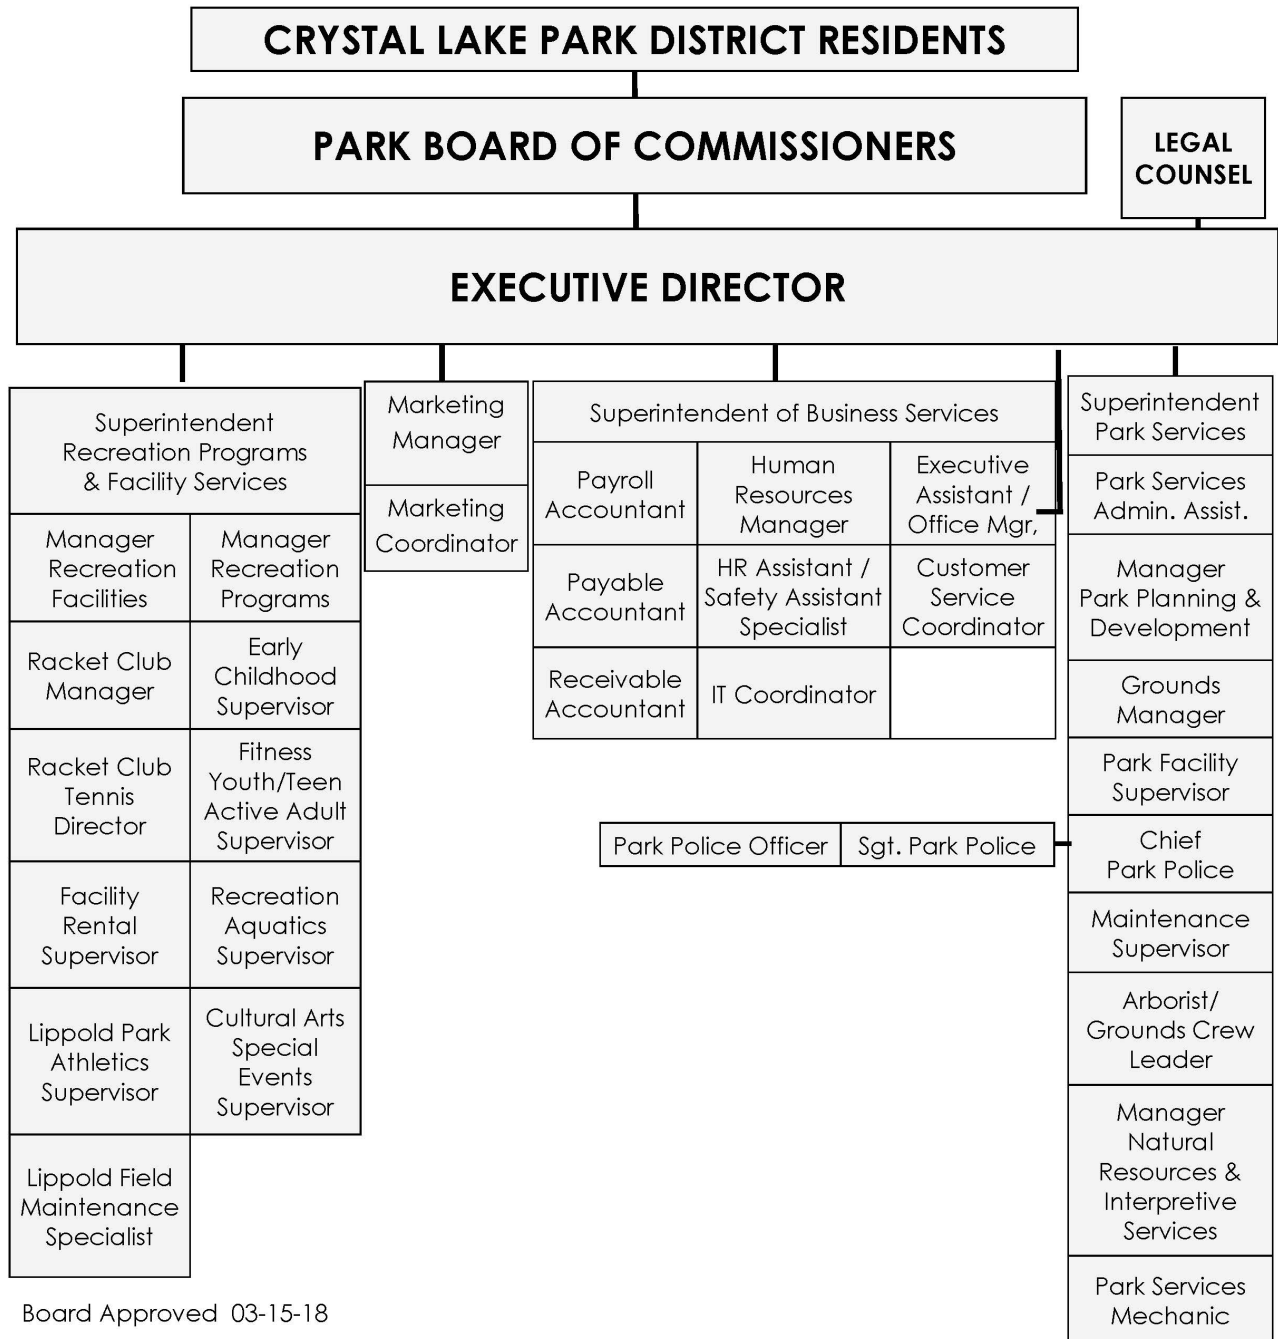 CRYSTAL LAKE PARK DISTRICT RESIDENTS
PARK BOARD OF COMMISSIONERS
LEGAL
COUNSEL
EXECUTIVE DIRECTOR
Superintendent
Recreation Programs
& Facility Services
Manager
Recreation
Facilities
Manager
Recreation
Programs
Racket Club
Manager
Early
Childhood
Supervisor
Racket Club
Tennis
Director
Fitness
Youth/Teen
Active Adult
Supervisor
Facility
Rental
Supervisor
Recreation
Aquatics
Supervisor
Lippold Park
Athletics
Supervisor
Cultural Arts
Special
Events
Supervisor
Lippold Field
Maintenance
Specialist
Marketing
Manager
Marketing
Coordinator
Superintendent of Business Services
Payroll
Accountant
Human
Resources
Manager
Executive
Assistant /
Office Mgr,
Payable
Accountant
HR Assistant /
Safety Assistant
Specialist
Customer
Service
Coordinator
Receivable
Accountant
IT Coordinator
Park Police Officer
Sgt. Park Police
Superintendent
Park Services
Park Services
Admin. Assist.
Manager
Park Planning &
Development
Grounds
Manager
Park Facility
Supervisor
Chief
Park Police
Maintenance
Supervisor
Arborist/
Grounds Crew
Leader
Manager
Natural
Resources &
Interpretive
Services
Park Services
Mechanic
Board Approved 03-15-18